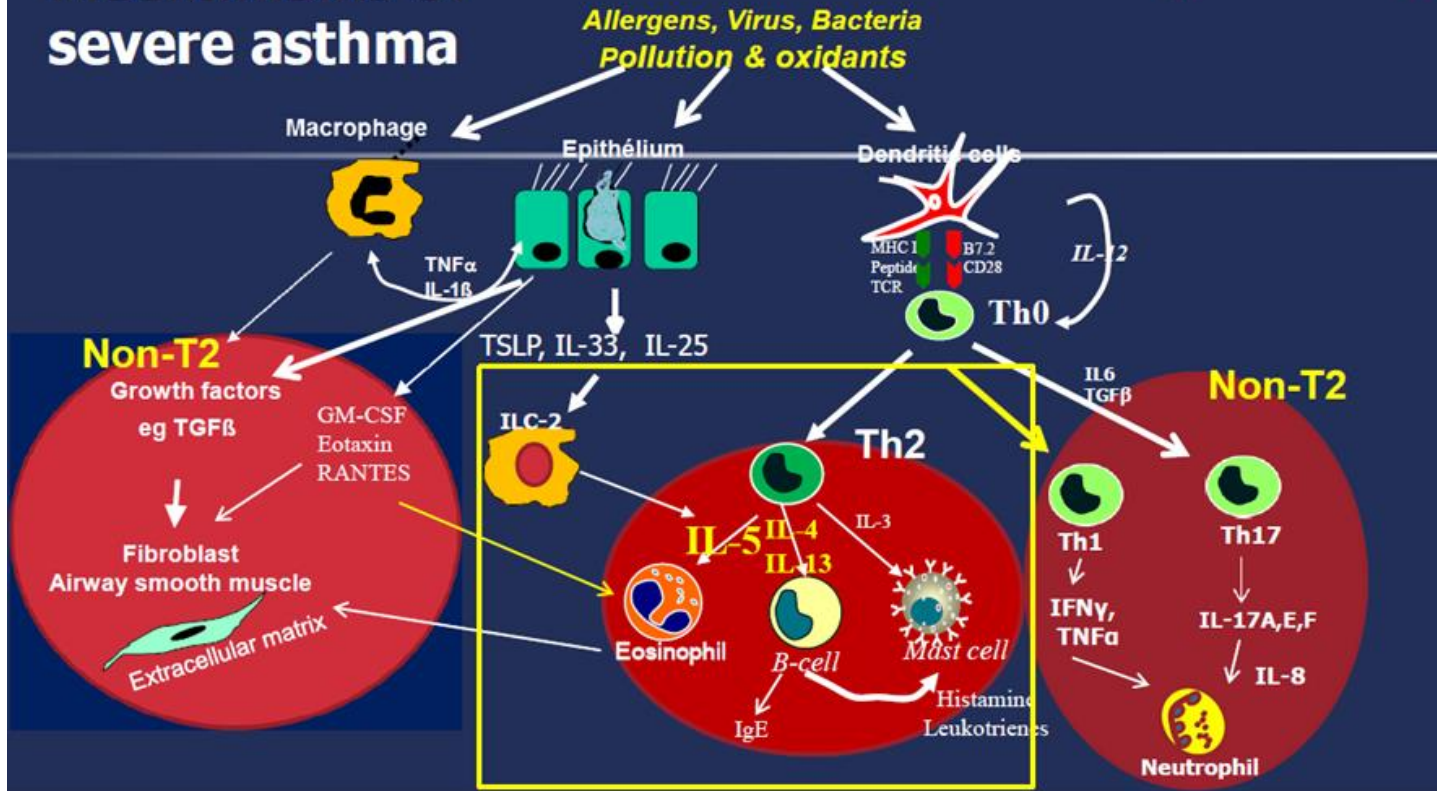 severe asthma
Allergens, Virus, Bacteria
Pollution & oxidants
Macrophage
Epithélium
Dendritic cells
TNFα
IL-1ß
MHC 1
Peptide
TCR
B7.2
CD28
IL-12
Th0
TSLP, IL-33, IL-25
Non-T2
Growth factors
eg TGFß
GM-CSF
Eotaxin
RANTES
Fibroblast
Airway smooth muscle
Extracellular matrix
ILC-2
Th2
IL-5
IL-4
IL-13
IL-3
Eosinophil
B-cell
Mast cell
IgE
Histamine
Leukotrienes
IL6
TGFβ
Non-T2
Th1
Th17
IFNγ,
TNFα
IL-17A,E,F
IL-8
Neutrophil